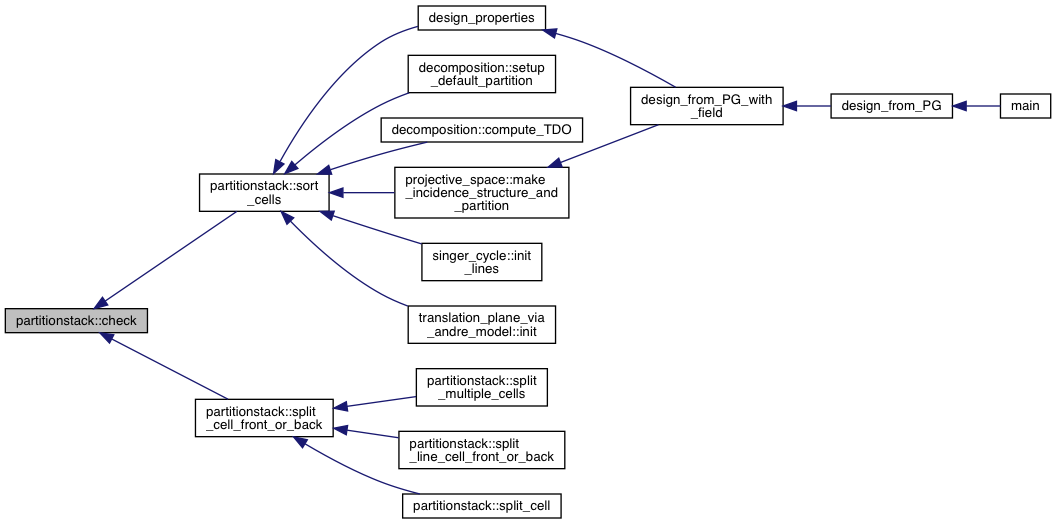 design_properties
decomposition::setup
_default_partition
decomposition::compute_TDO
design_from_PG_with
_field
design_from_PG
main
partitionstack::sort
_cells
projective_space::make
_incidence_structure_and
_partition
singer_cycle::init
_lines
translation_plane_via
_andre_model::init
partitionstack::check
partitionstack::split
_multiple_cells
partitionstack::split
_cell_front_or_back
partitionstack::split
_line_cell_front_or_back
partitionstack::split_cell